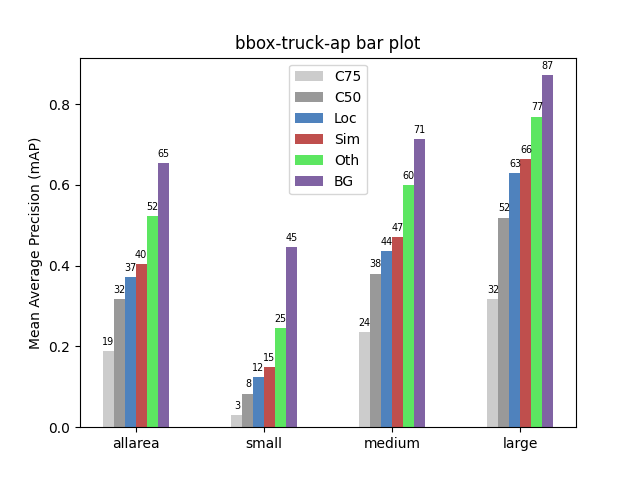 bbox-truck-ap bar plot
Mean Average Precision (mAP)
0.8
0.6
0.4
0.2
0.0
C75
C50
Loc
Sim
Oth
BG
19 32 37 40 52 65
3 8 12 15 25 45
24 38 44 47 60 71
32 52 63 66 77 87
allarea small medium large